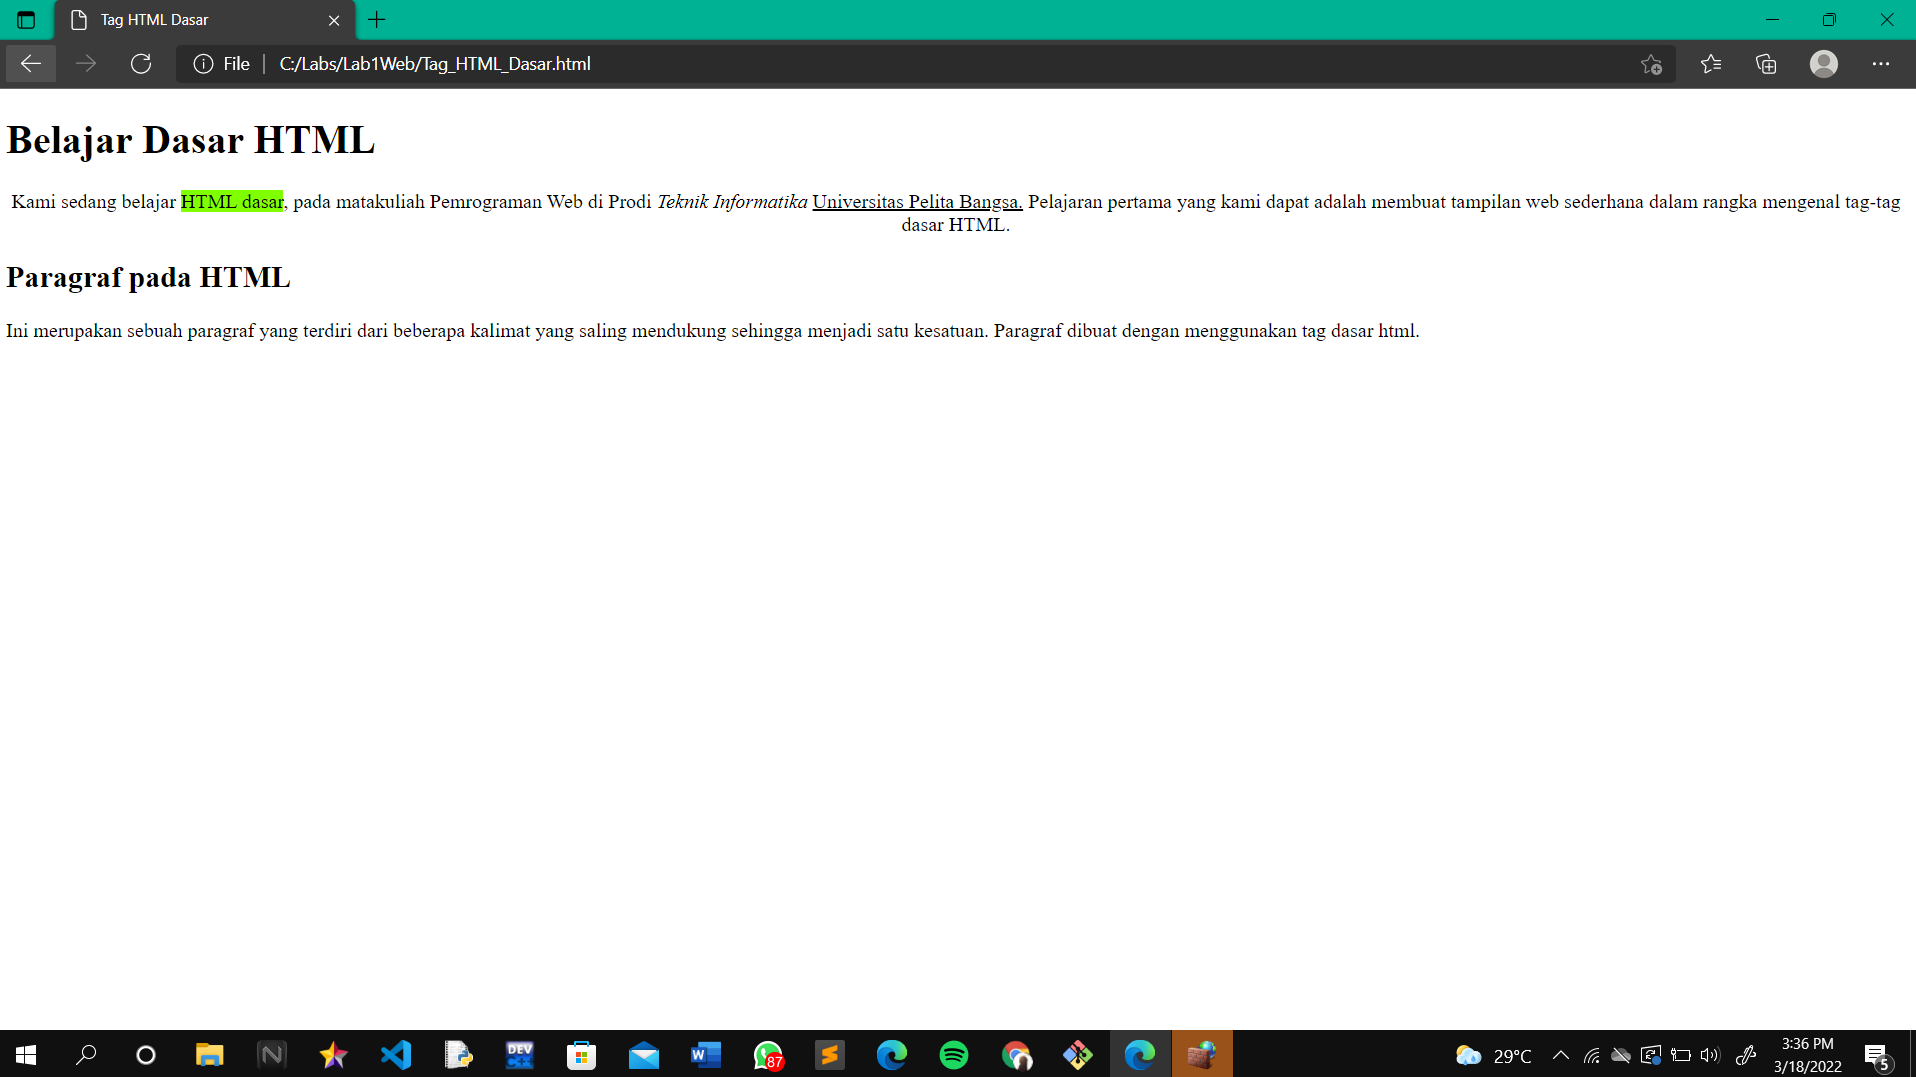 Tag HTML Dasar
File
C:/Labs/Lab1Web/Tag_HTML_Dasar.html
Belajar Dasar HTML
Kami sedang belajar HTML dasar, pada matakuliah Pemrograman Web di Prodi Teknik Informatika Universitas Pelita Bangsa. Pelajaran pertama yang kami dapat adalah membuat tampilan web sederhana dalam rangka mengenal tag-tag
dasar HTML.
Paragraf pada HTML
Ini merupakan sebuah paragraf yang terdiri dari beberapa kalimat yang saling mendukung sehingga menjadi satu kesatuan. Paragraf dibuat dengan menggunakan tag dasar html.
N
DEV
C++
W
87
S
29°C
3:36 PM
3/18/2022
5